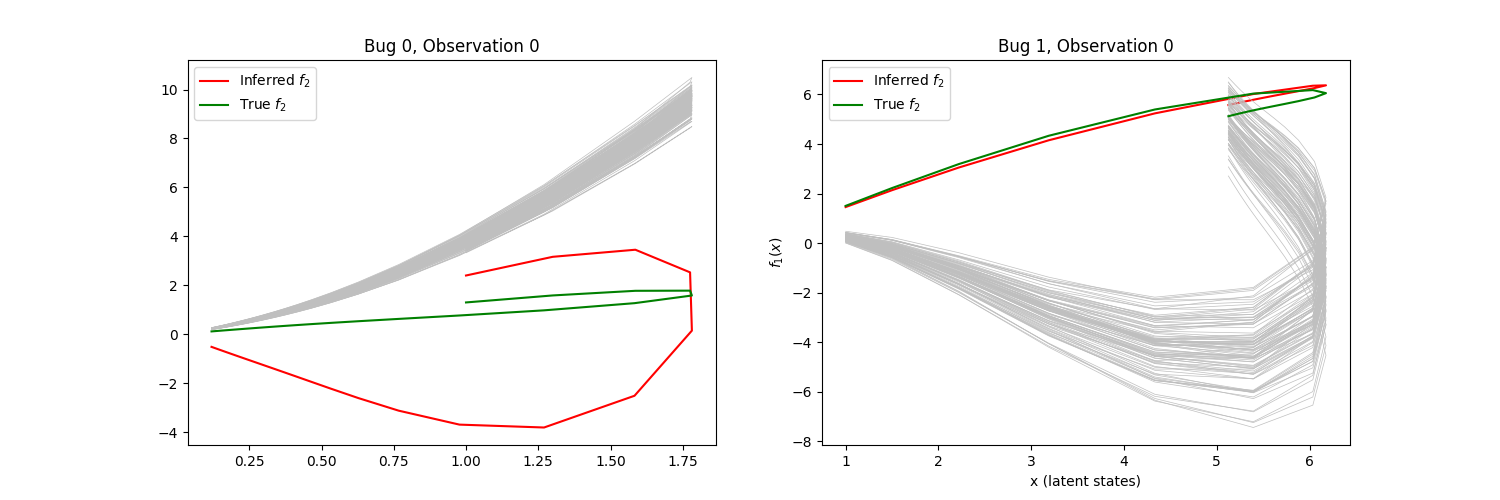 Bug 0, Observation 0
Inferred f₂
True f₂
10
8
6
4
2
0
−2
−4
0.25 0.50 0.75 1.00 1.25 1.50 1.75
Bug 1, Observation 0
Inferred f₂
True f₂
6
4
2
0
−2
−4
−6
−8
f₁(x)
1 2 3 4 5 6
x (latent states)